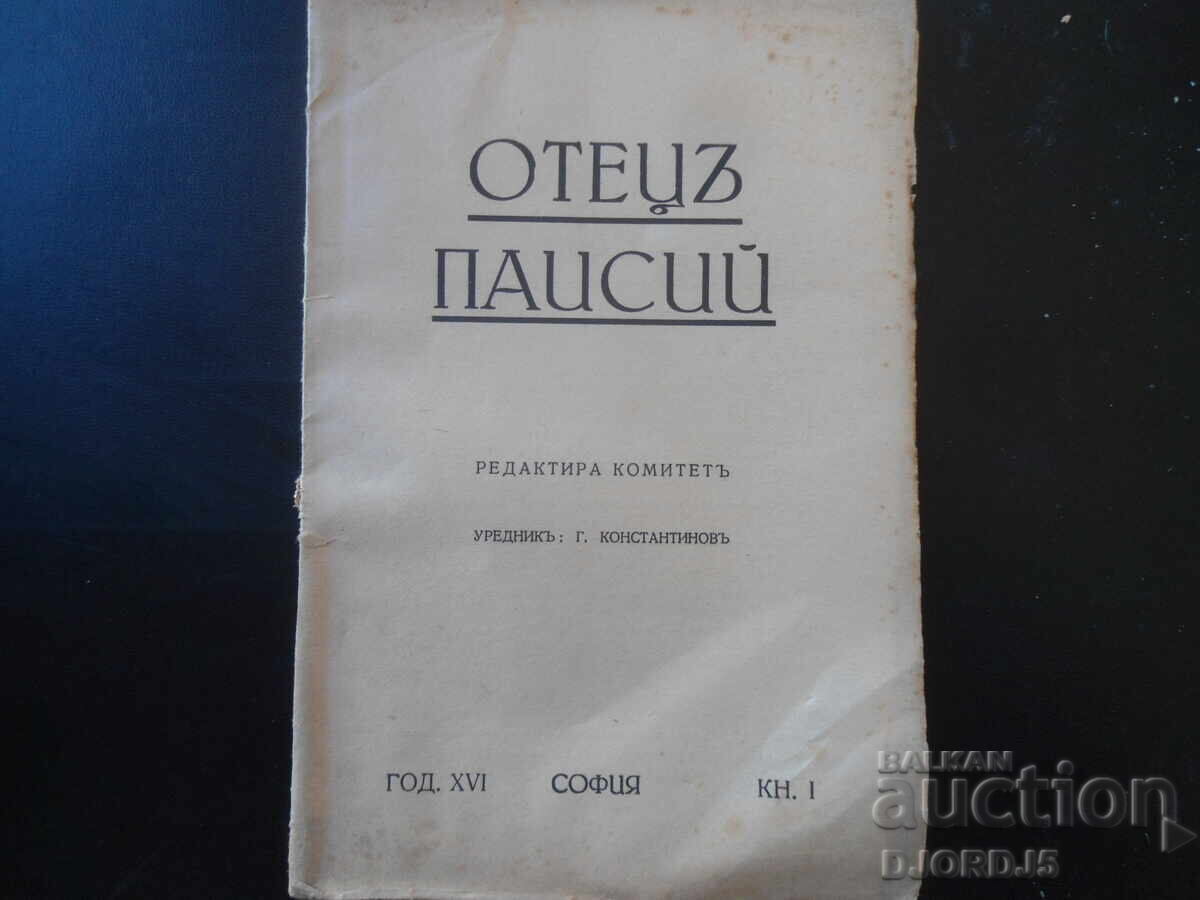 ОТЕЦЪ
ПАИСИЙ
РЕДАКТИРА КОМИТЕТЪ
УРЕДНИКЪ: Г. КОНСТАНТИНОВЪ
ГОД. XVI СОФИЯ КН. I
BALKAN
auction
DJORDJ5